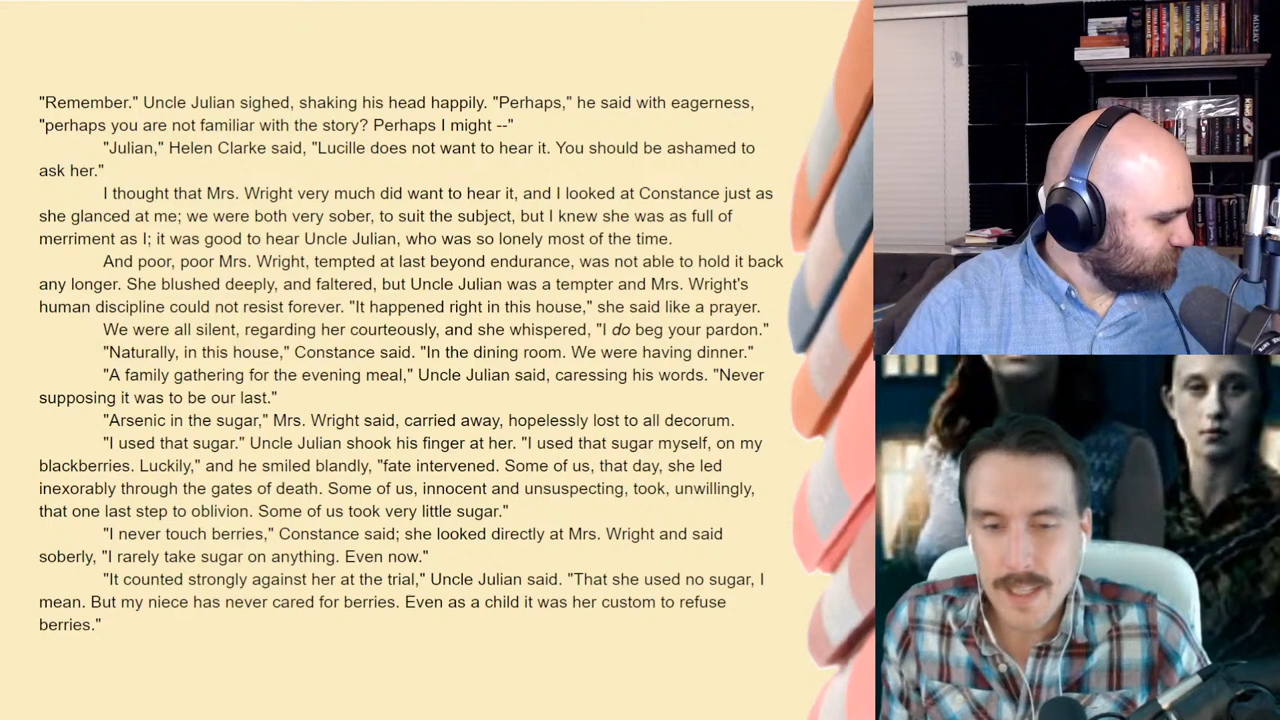 "Remember." Uncle Julian sighed, shaking his head happily. "Perhaps," he said with eagerness,
"perhaps you are not familiar with the story? Perhaps I might --"
"Julian," Helen Clarke said, "Lucille does not want to hear it. You should be ashamed to
ask her."
I thought that Mrs. Wright very much did want to hear it, and I looked at Constance just as
she glanced at me; we were both very sober, to suit the subject, but I knew she was as full of
merriment as I; it was good to hear Uncle Julian, who was so lonely most of the time.
And poor, poor Mrs. Wright, tempted at last beyond endurance, was not able to hold it back
any longer. She blushed deeply, and faltered, but Uncle Julian was a tempter and Mrs. Wright's
human discipline could not resist forever. "It happened right in this house," she said like a prayer.
We were all silent, regarding her courteously, and she whispered, "I do beg your pardon."
"Naturally, in this house," Constance said. "In the dining room. We were having dinner."
"A family gathering for the evening meal," Uncle Julian said, caressing his words. "Never
supposing it was to be our last."
"Arsenic in the sugar," Mrs. Wright said, carried away, hopelessly lost to all decorum.
"I used that sugar." Uncle Julian shook his finger at her. "I used that sugar myself, on my
blackberries. Luckily," and he smiled blandly, "fate intervened. Some of us, that day, she led
inexorably through the gates of death. Some of us, innocent and unsuspecting, took, unwillingly,
that one last step to oblivion. Some of us took very little sugar."
"I never touch berries," Constance said; she looked directly at Mrs. Wright and said
soberly, "I rarely take sugar on anything. Even now."
"It counted strongly against her at the trial," Uncle Julian said. "That she used no sugar, I
mean. But my niece has never cared for berries. Even as a child it was her custom to refuse
berries."
MISERY
KING